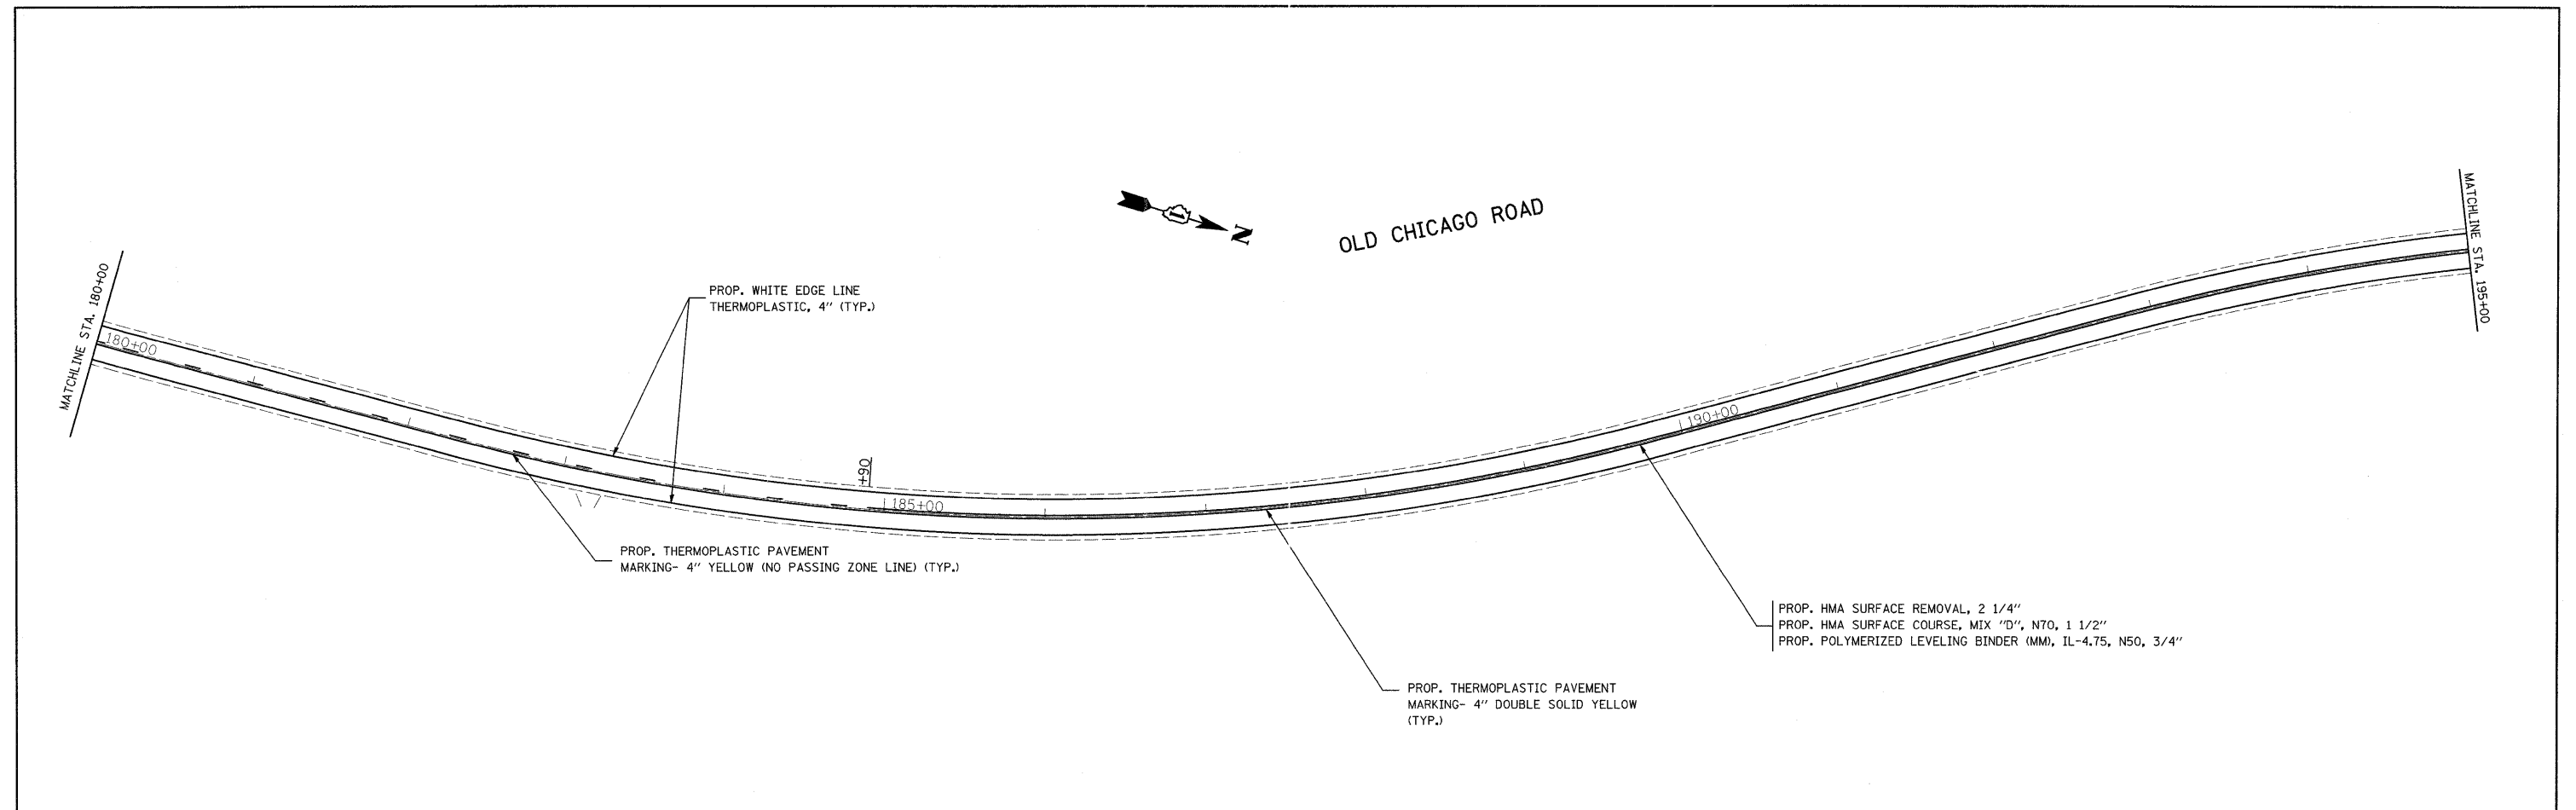 N
OLD CHICAGO ROAD
MATCHLINE STA. 180+00
180+00
PROP. WHITE EDGE LINE
THERMOPLASTIC, 4" (TYP.)
+90
185+00
190+00
MATCHLINE STA. 195+00
PROP. THERMOPLASTIC PAVEMENT
MARKING- 4" YELLOW (NO PASSING ZONE LINE) (TYP.)
PROP. HMA SURFACE REMOVAL, 2 1/4"
PROP. HMA SURFACE COURSE, MIX "D", N70, 1 1/2"
PROP. POLYMERIZED LEVELING BINDER (MM), IL-4.75, N50, 3/4"
PROP. THERMOPLASTIC PAVEMENT
MARKING- 4" DOUBLE SOLID YELLOW
(TYP.)